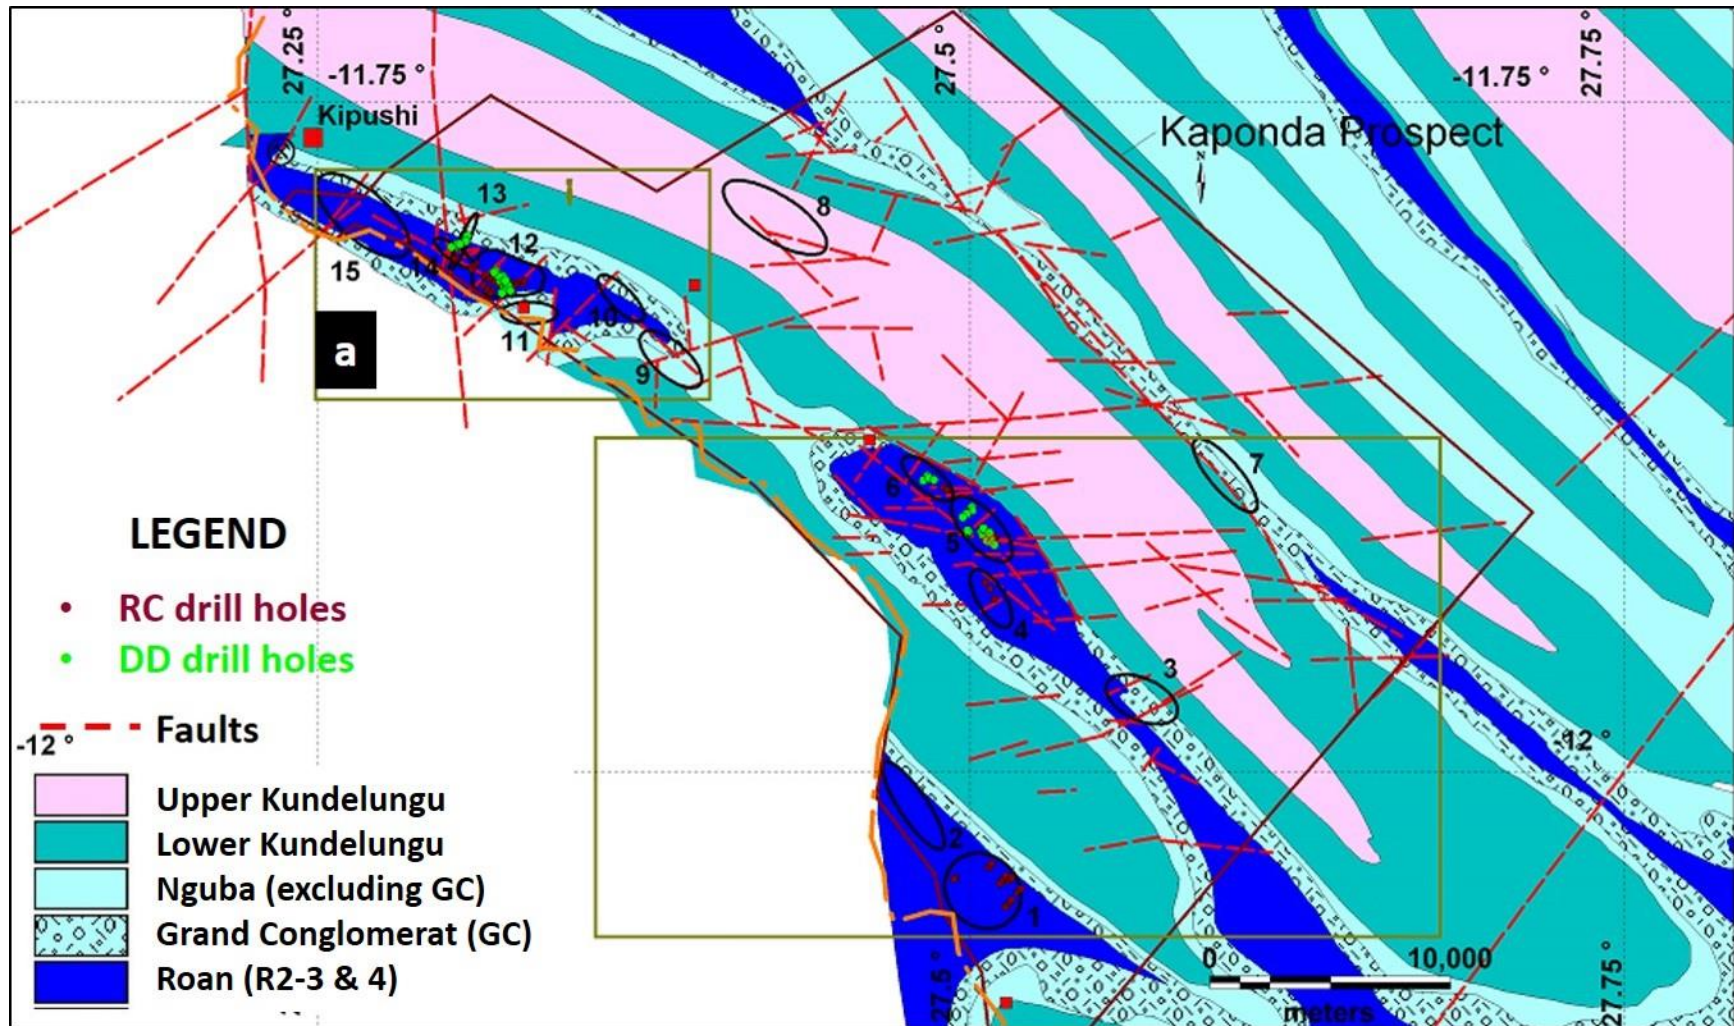 27.25 °
-11.75 °
27.5 °
-11.75 °
27.75 °
Kipushi
Kaponda Prospect
N
13
8
12
15
14
10
11
9
a
7
6
5
4
3
2
1
LEGEND
RC drill holes
DD drill holes
Faults
-12 °
-12 °
Upper Kundelungu
Lower Kundelungu
Nguba (excluding GC)
Grand Conglomerat (GC)
Roan (R2-3 & 4)
0 10,000
meters
27.5 °
27.75 °